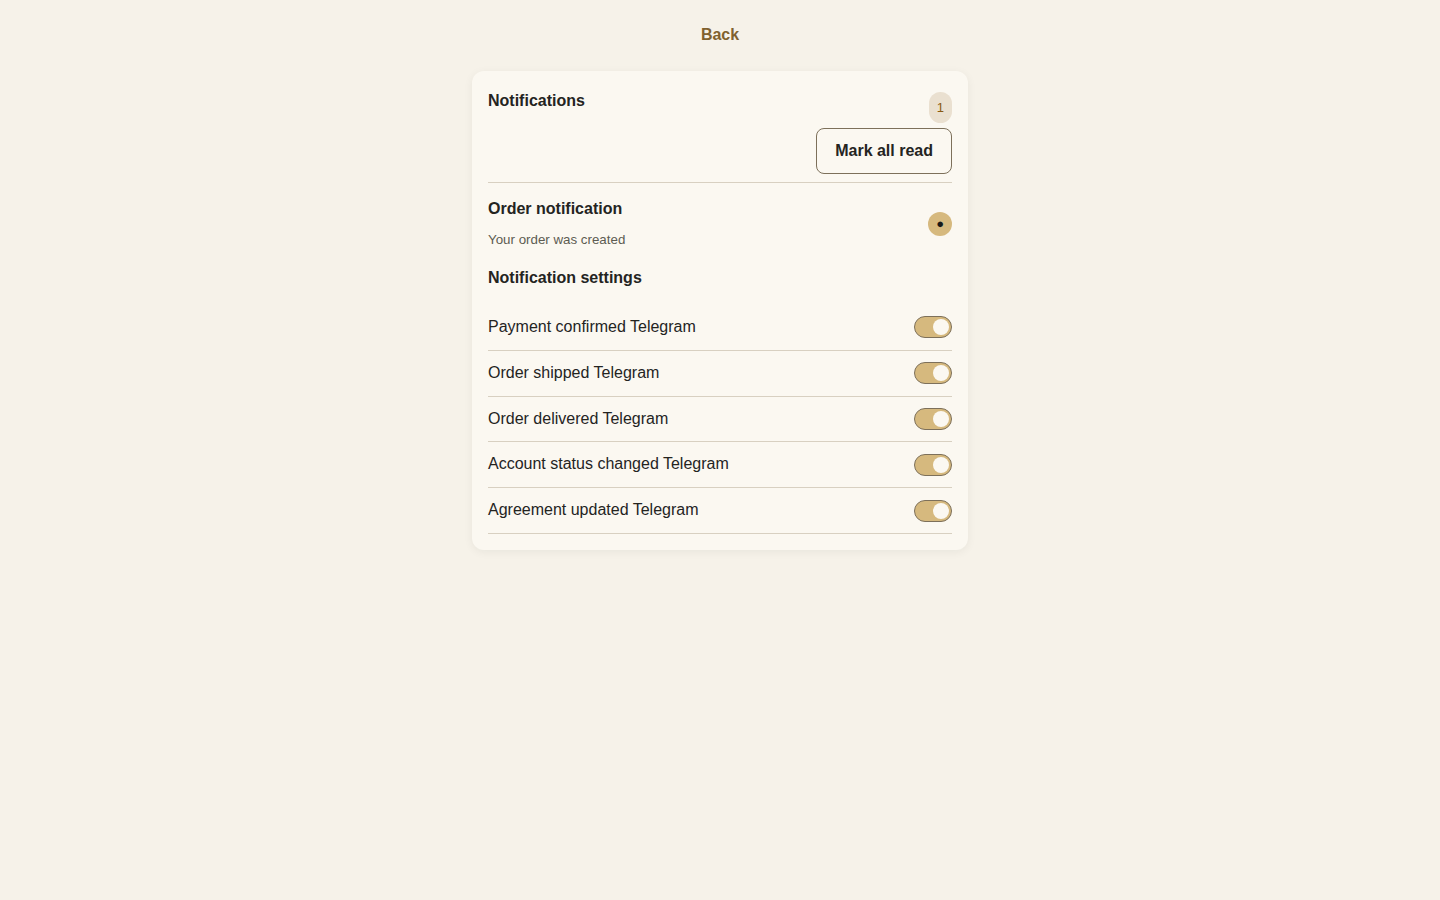 Back
Notifications
1
Mark all read
Order notification
Your order was created
Notification settings
Payment confirmed Telegram
Order shipped Telegram
Order delivered Telegram
Account status changed Telegram
Agreement updated Telegram